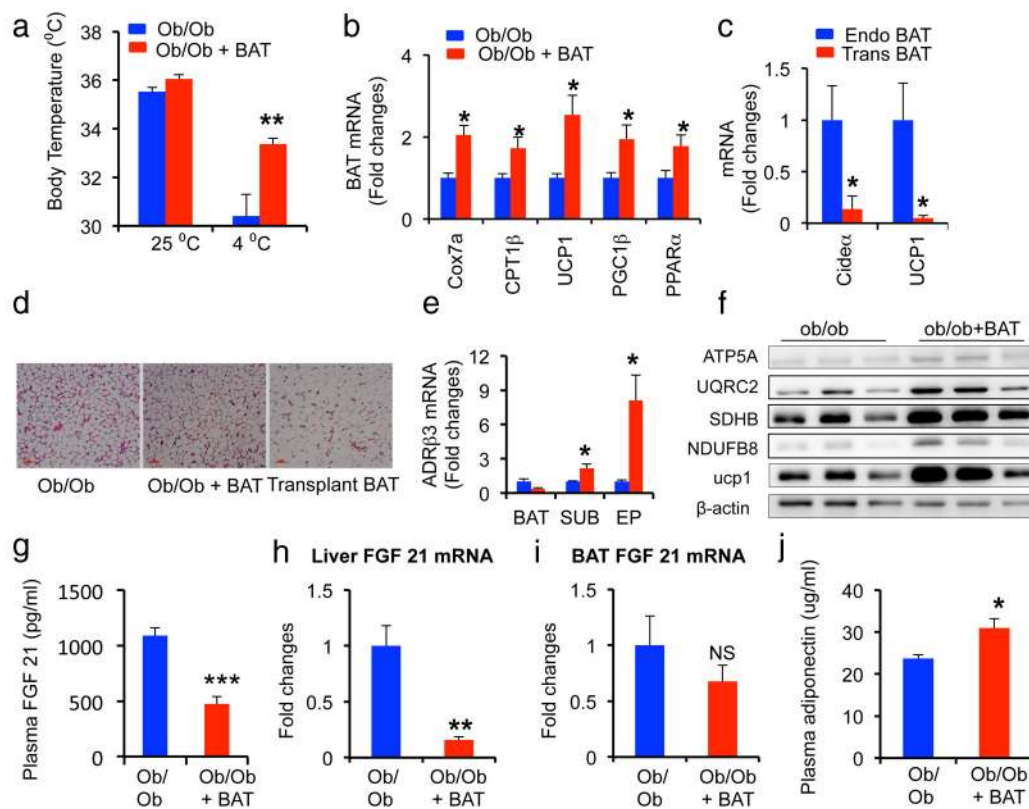 a
Body Temperature (⁰C)
Ob/Ob
Ob/Ob + BAT
36
34
32
30
**
25 ⁰C
4 ⁰C
b
BAT mRNA
(Fold changes)
Ob/Ob
Ob/Ob + BAT
4
2
0
*
*
*
*
*
Cox7a
CPT1β
UCP1
PGC1β
PPARα
c
mRNA
(Fold changes)
Endo BAT
Trans BAT
1.5
1
0.5
0
*
*
Cideα
UCP1
d
Ob/Ob
Ob/Ob + BAT
Transplant BAT
e
ADRβ3 mRNA
(Fold changes)
12
9
6
3
0
*
*
BAT
SUB
EP
f
ob/ob
ob/ob+BAT
ATP5A
UQRC2
SDHB
NDUFB8
ucp1
β-actin
g
Plasma FGF 21
(pg/ml)
1500
1000
500
0
***
Ob/
Ob
Ob/Ob
+ BAT
h
Liver FGF 21 mRNA
Fold changes
1.5
1
0.5
0
**
Ob/
Ob
Ob/Ob
+ BAT
i
BAT FGF 21 mRNA
Fold changes
1.5
1
0.5
0
NS
Ob/
Ob
Ob/Ob
+ BAT
j
Plasma adiponectin (ug/ml)
40
30
20
10
0
*
Ob/
Ob
Ob/Ob
+ BAT